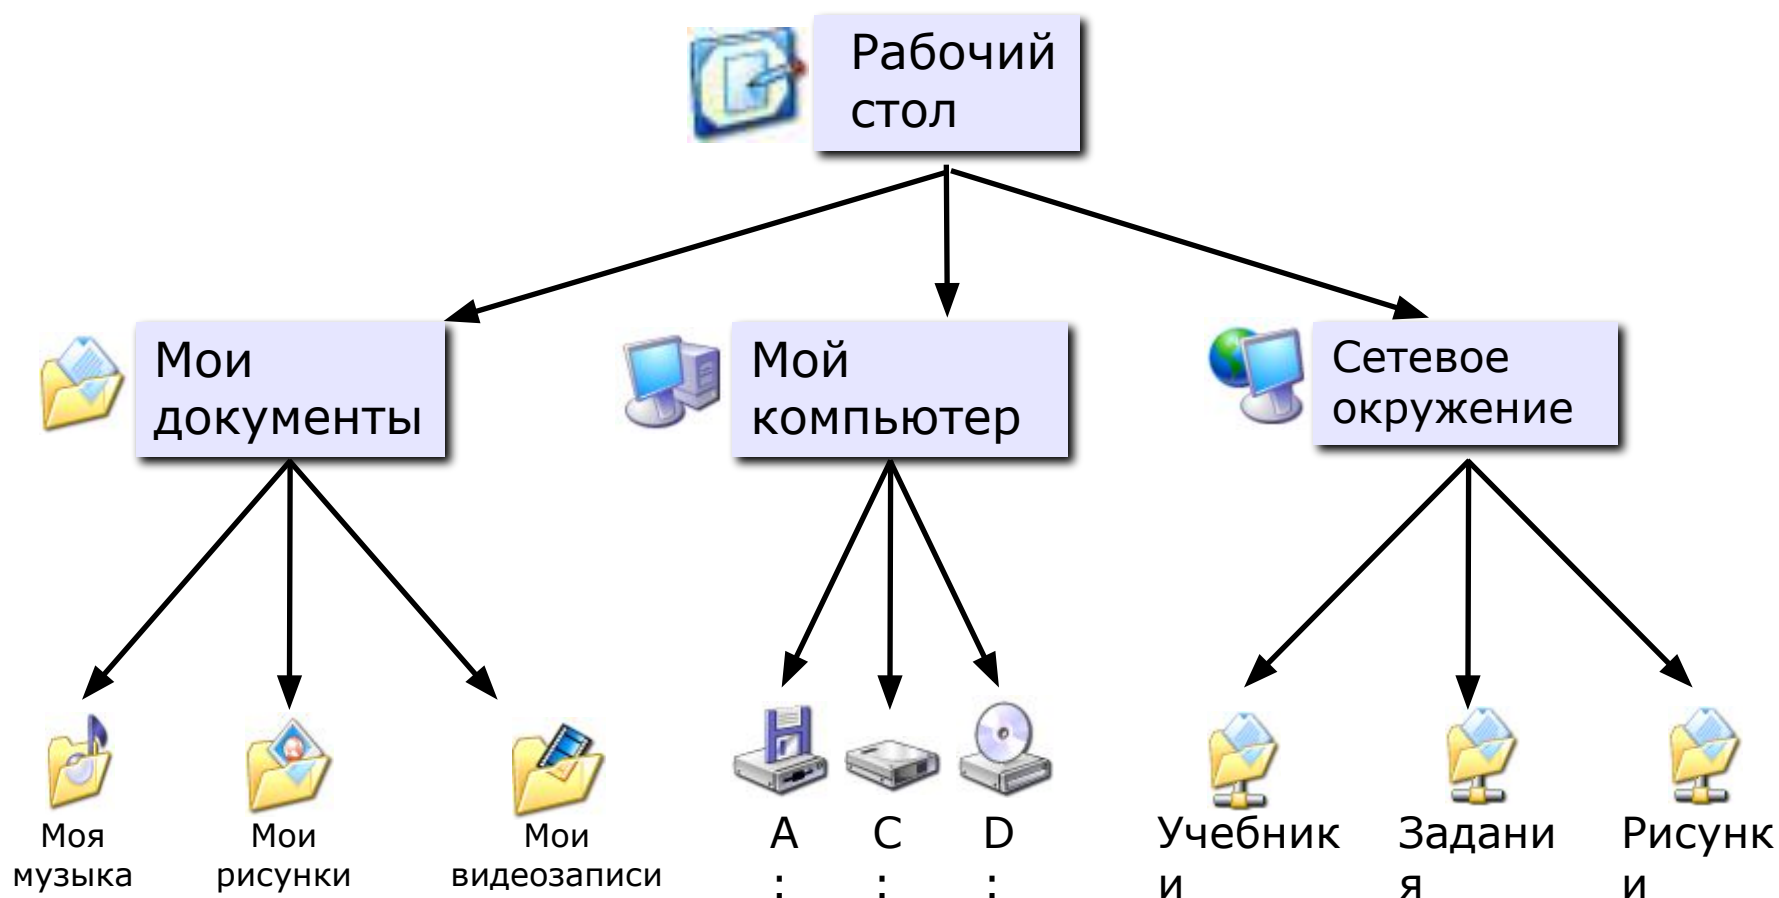 Рабочий
стол
Мои
документы
Мой
компьютер
Сетевое
окружение
Моя
музыка
Мои
рисунки
Мои
видеозаписи
A
:
C
:
D
:
Учебник
и
Задани
я
Рисунк
и